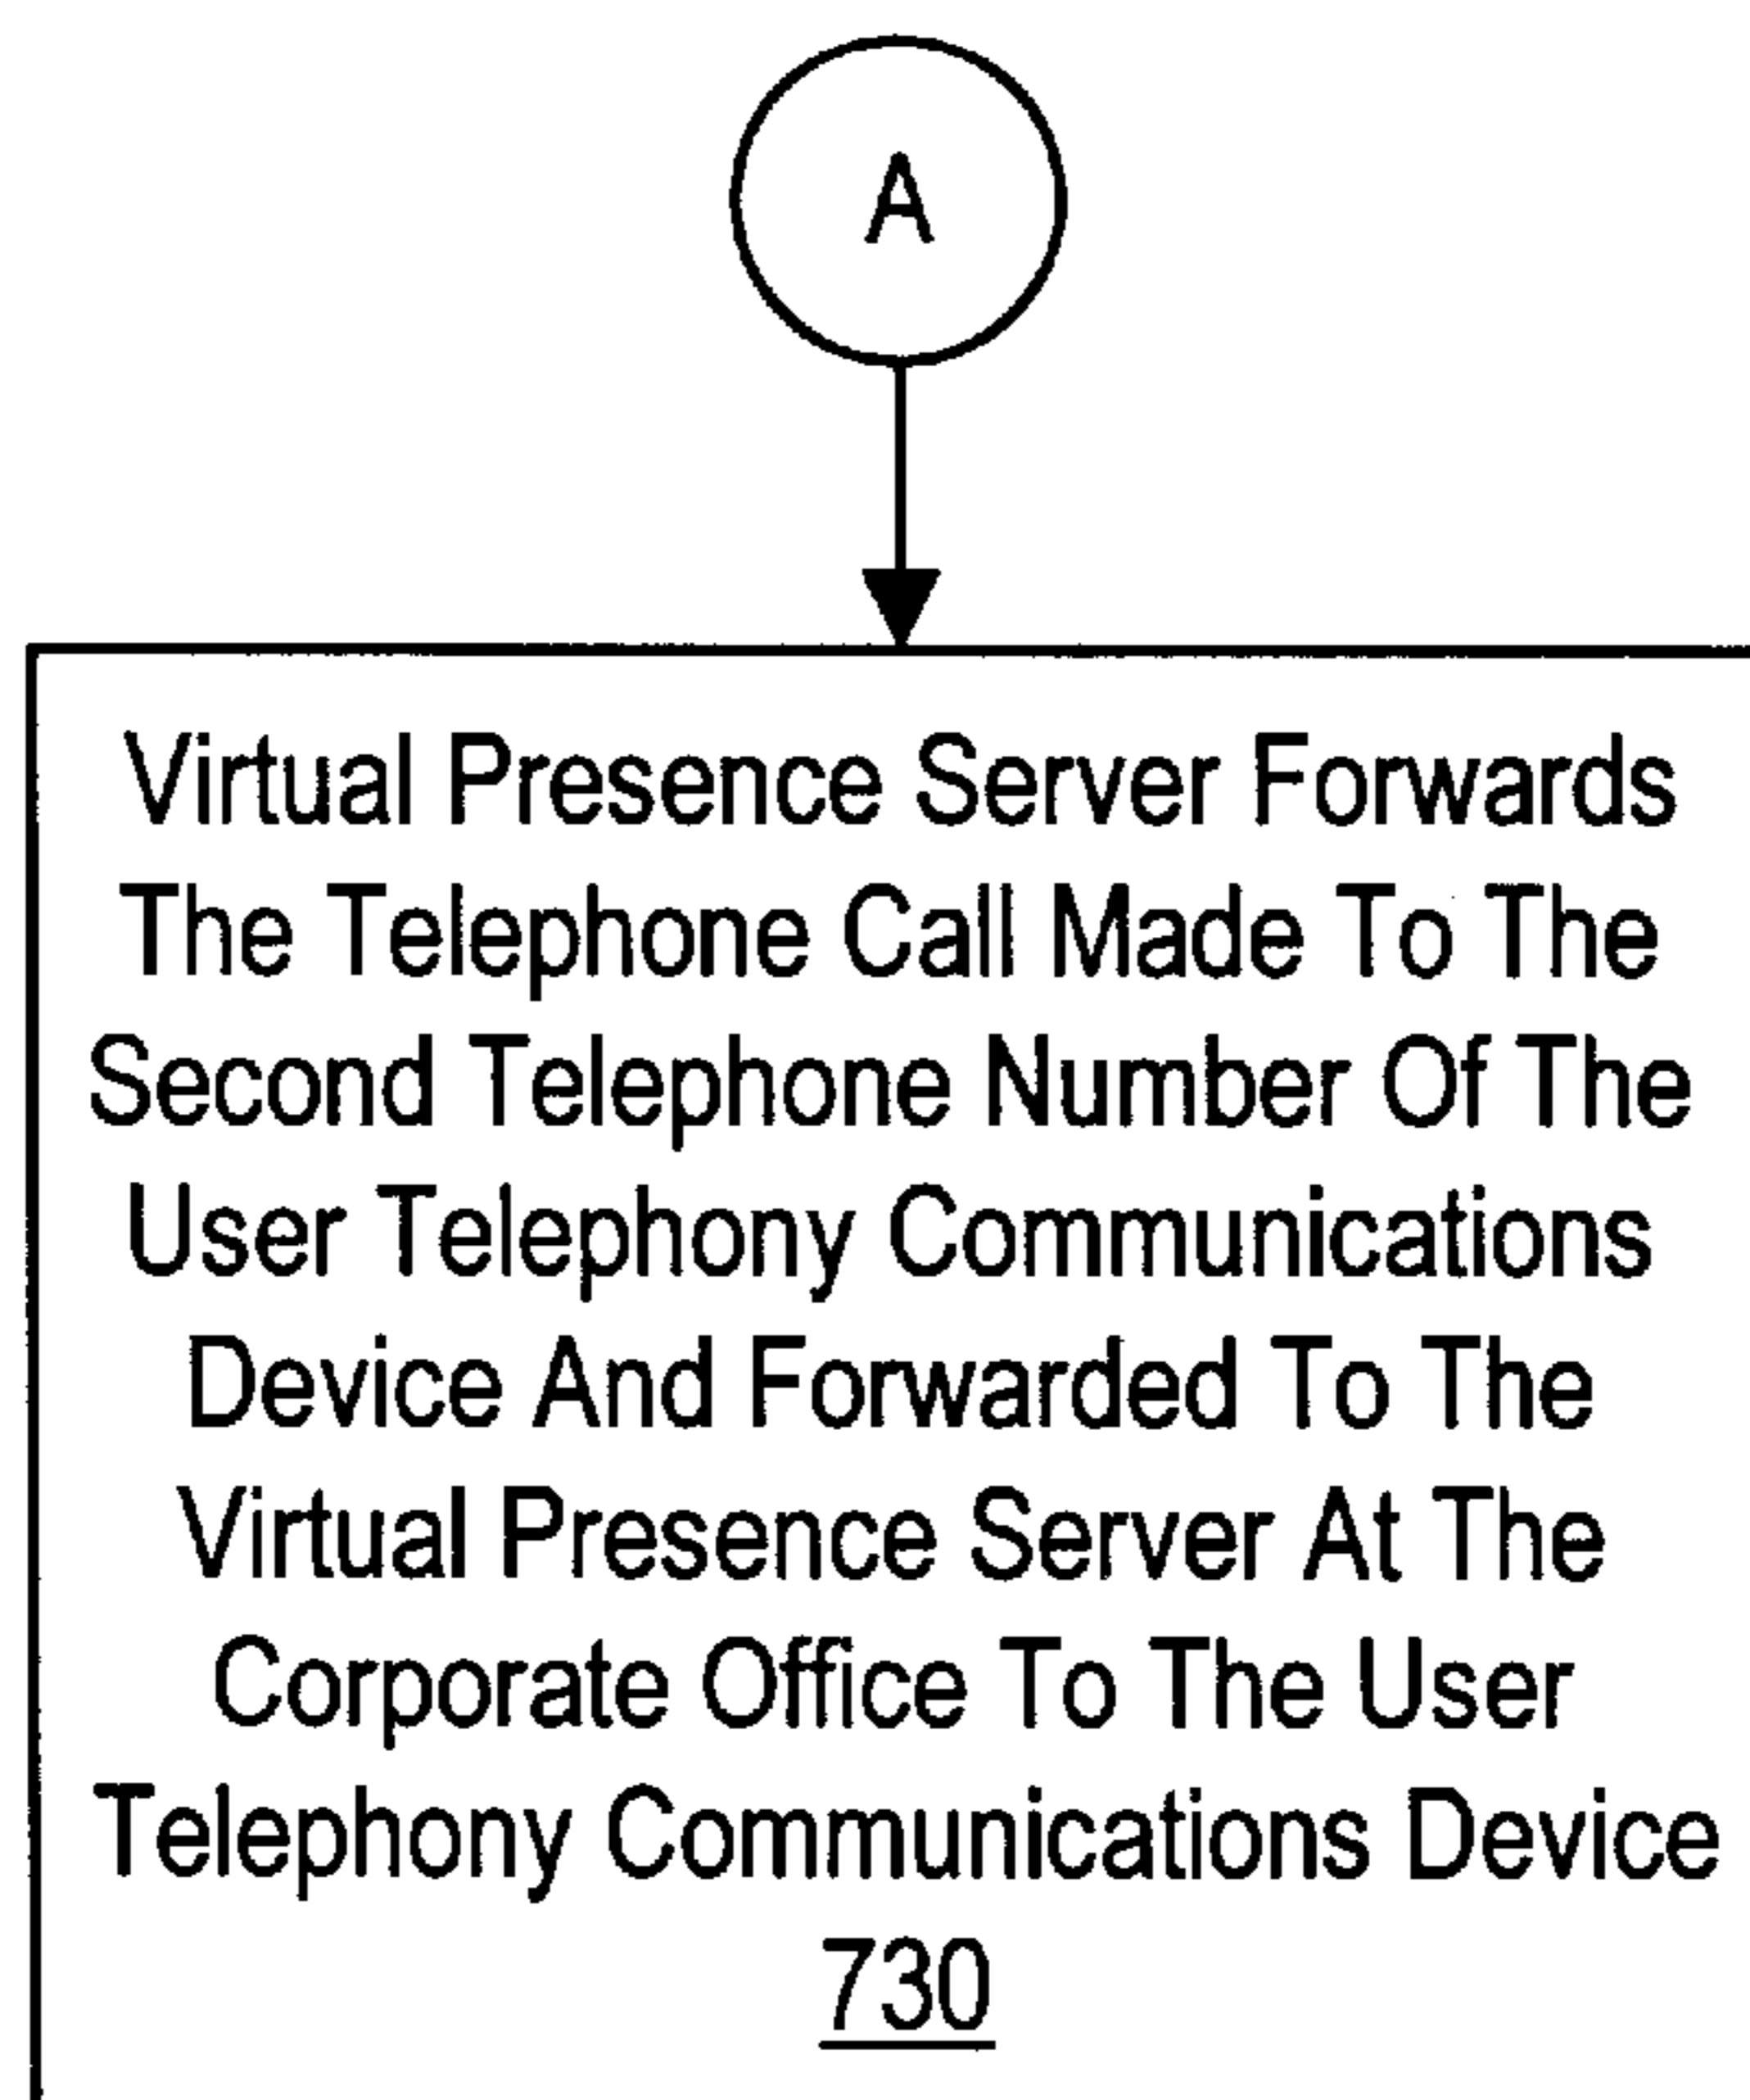 A
Virtual Presence Server Forwards
The Telephone Call Made To The
Second Telephone Number Of The
User Telephony Communications
Device And Forwarded To The
Virtual Presence Server At The
Corporate Office To The User
Telephony Communications Device
730